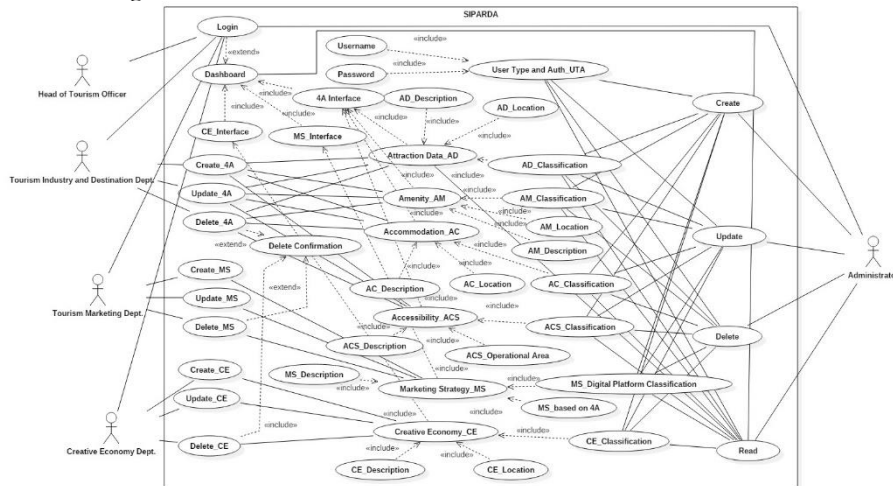 SIPARDA
Login
«include»
Username
«extend»
«include»
Password
User Type and Auth_UTA
Head of Tourism Officer
Dashboard
«include»
4A Interface
AD_Description
AD_Location
Create
«include»
«include»
CE_Interface
MS_Interface
«include»
«include»
Attraction Data_AD
«include»
AD_Classification
Create_4A
Tourism Industry and Destination Dept.
Update_4A
Amenity_AM
«include»
AM_Classification
AM_Location
Delete_4A
Accommodation_AC
«include»
Update
«extend»
Delete Confirmation
AM_Description
Administrator
Create_MS
«include»
«include»
«extend»
AC_Description
AC_Location
AC_Classification
Update_MS
«include»
«include»
Tourism Marketing Dept.
Accessibility_ACS
ACS_Classification
Delete_MS
Delete
«include»
ACS_Description
«include»
ACS_Operational Area
Create_CE
MS_Description
«include»
Marketing Strategy_MS
«include»
MS_Digital Platform Classification
Update_CE
«include»
MS_based on 4A
Creative Economy_CE
«include»
Creative Economy Dept.
Delete_CE
«include»
CE_Classification
Read
«include»
«include»
CE_Description
CE_Location